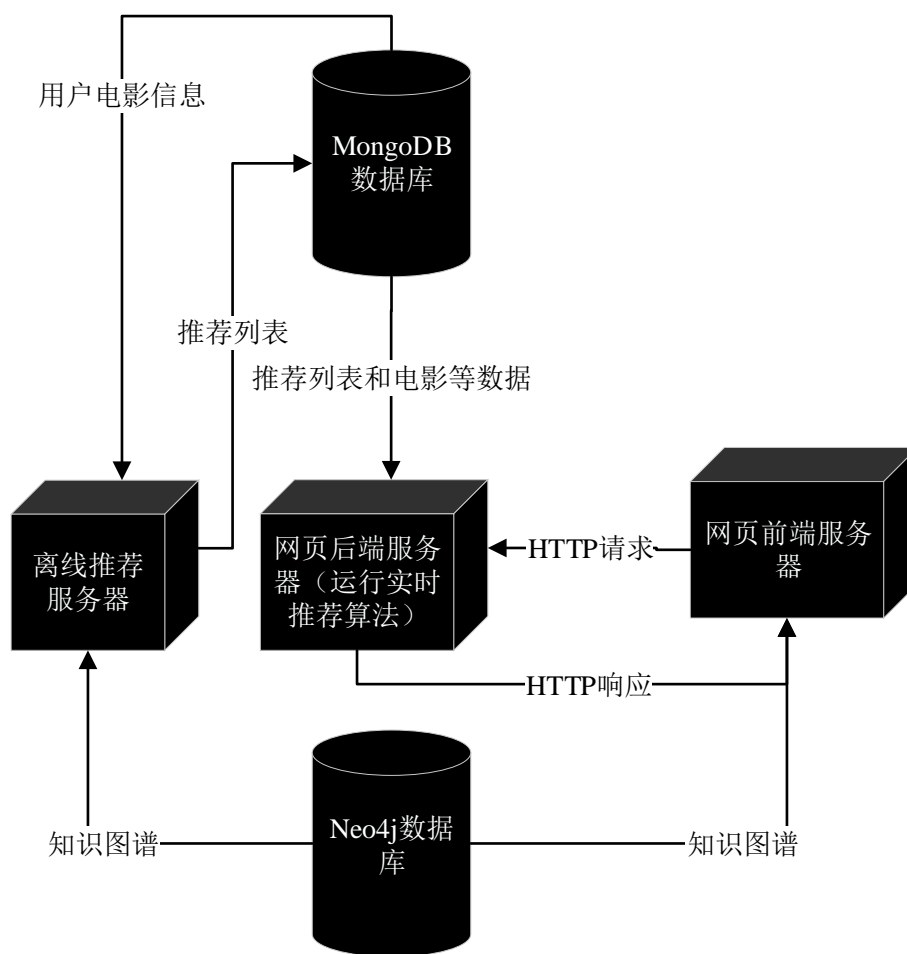 用户电影信息
MongoDB
数据库
推荐列表
推荐列表和电影等数据
离线推荐
服务器
网页后端服务
器（运行实时
推荐算法）
HTTP请求
网页前端服务
器
HTTP响应
知识图谱
Neo4j数据
库
知识图谱